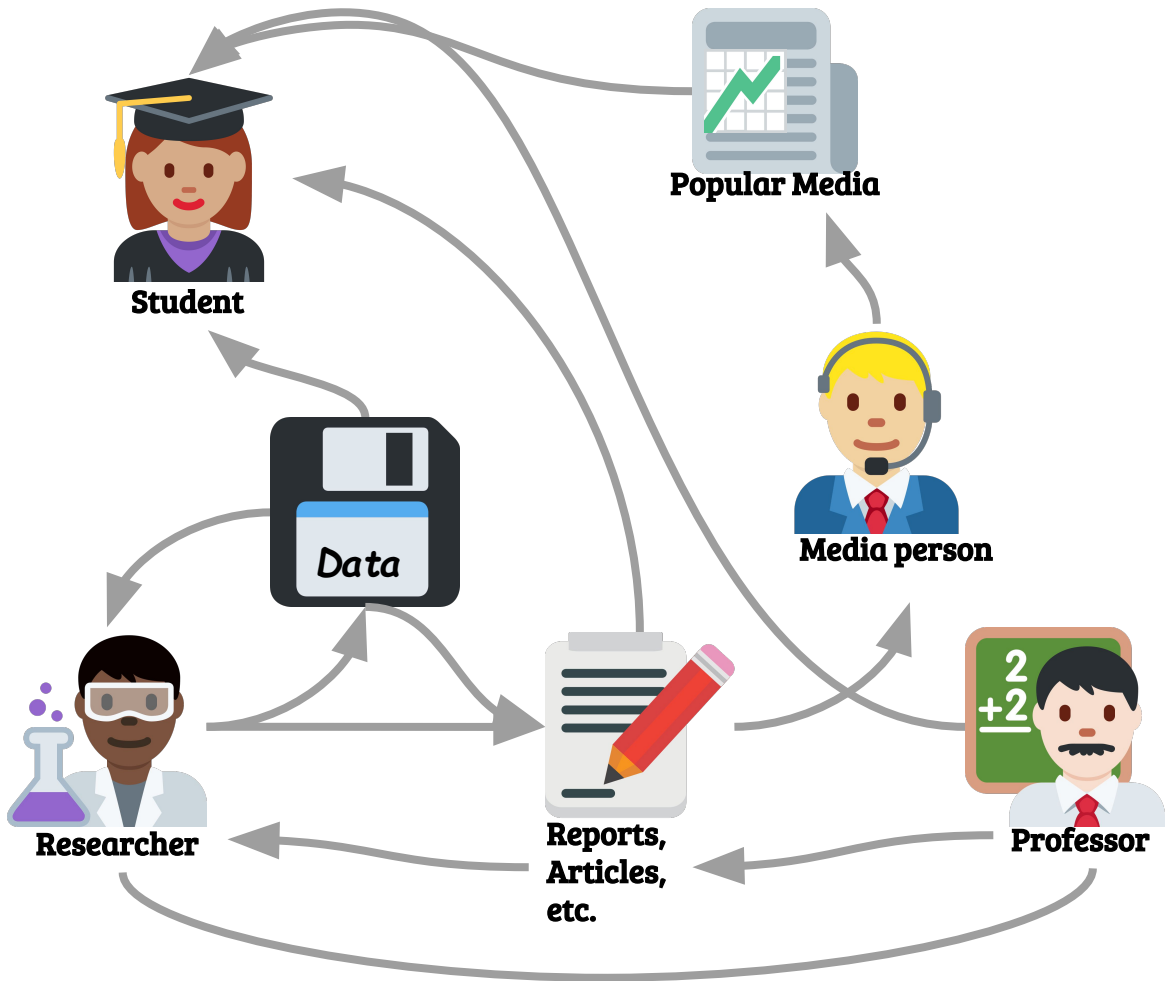 Popular Media
Student
Data
Media person
2
+2
Researcher
Reports,
Articles,
etc.
Professor